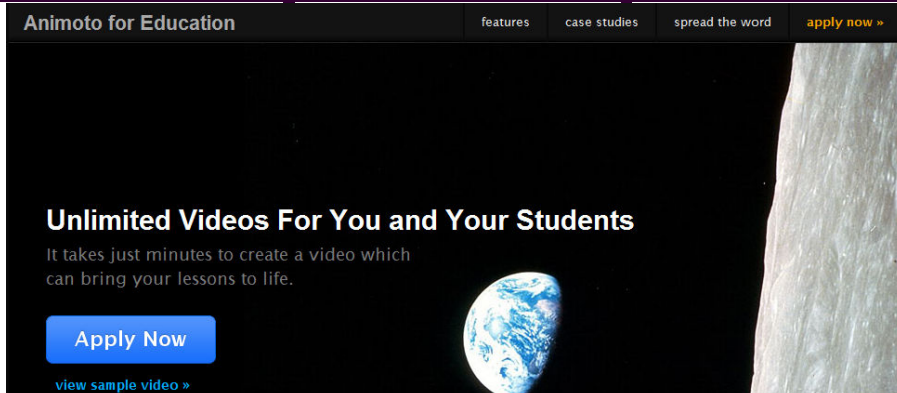 Animoto for Education
features case studies spread the word apply now »
Unlimited Videos For You and Your Students
It takes just minutes to create a video which
can bring your lessons to life.
Apply Now
view sample video »